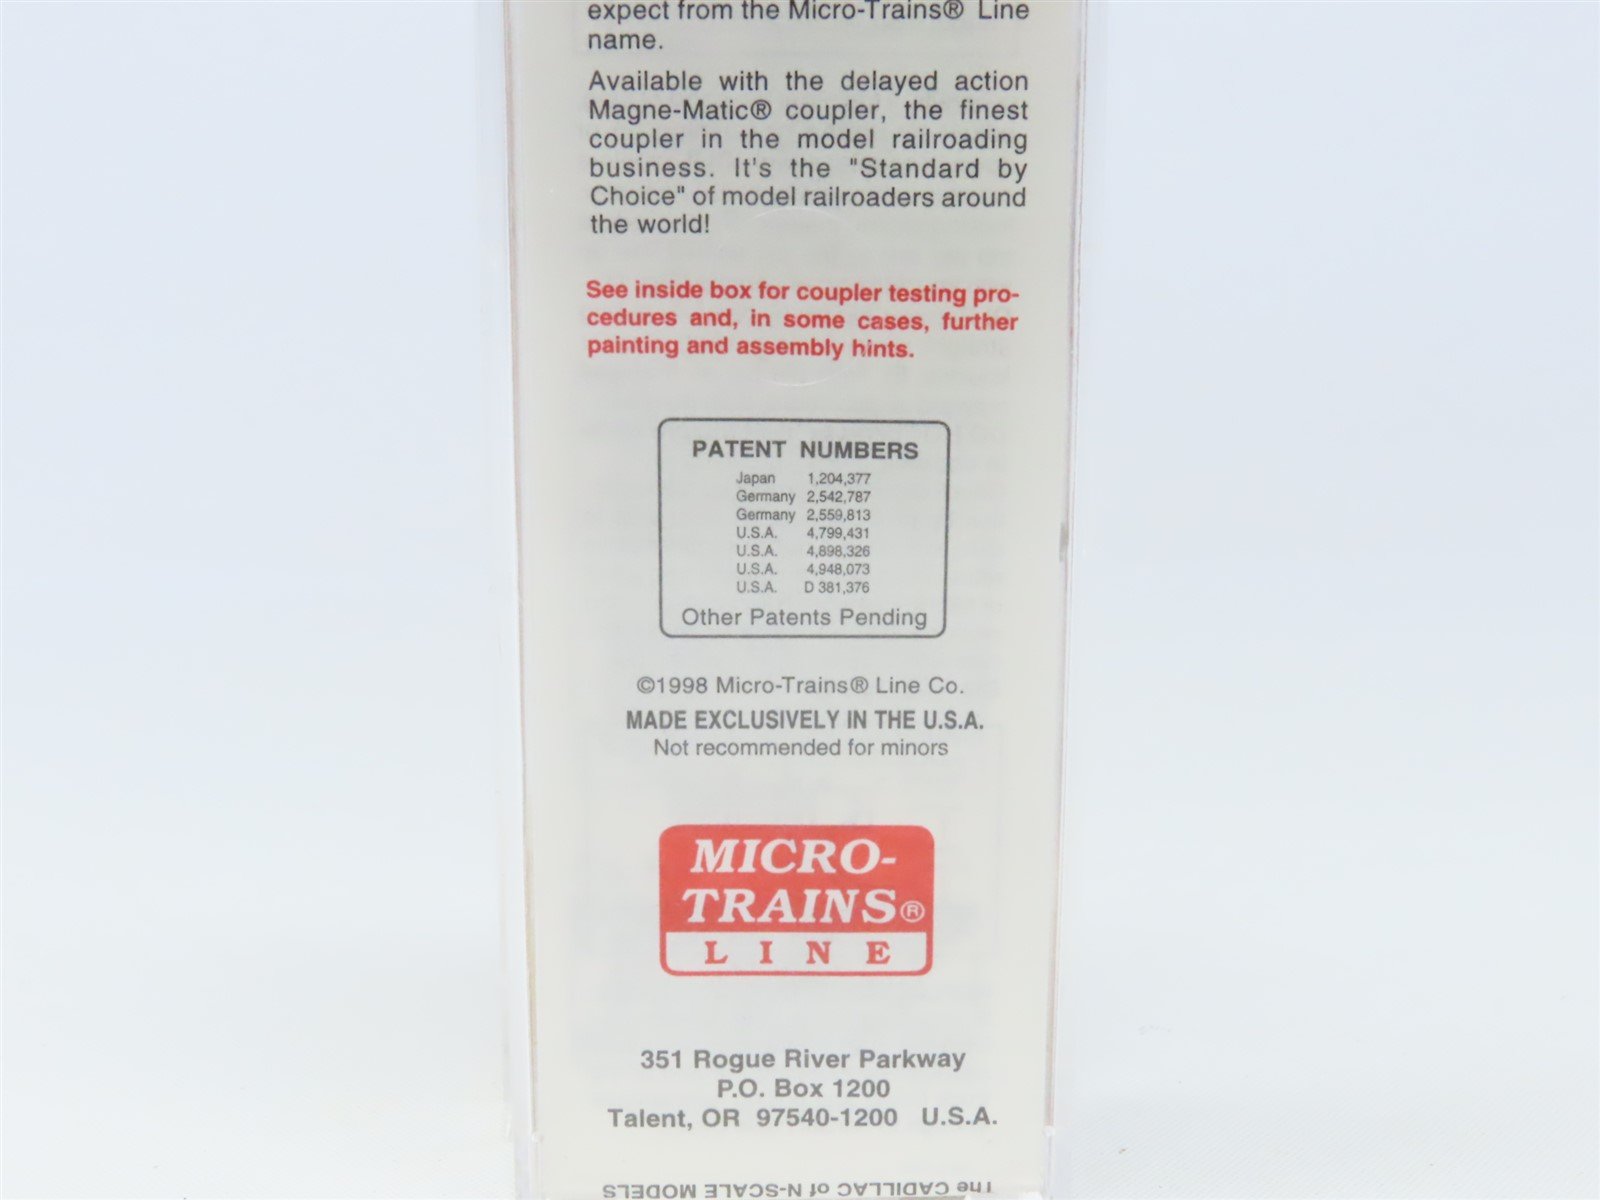 expect from the Micro-Trains® Line
name.
Available with the delayed action
Magne-Matic® coupler, the finest
coupler in the model railroading
business. It's the "Standard by
Choice" of model railroaders around
the world!
See inside box for coupler testing pro-
cedures and, in some cases, further
painting and assembly hints.
PATENT NUMBERS
Japan 1,204,377
Germany 2,542,787
Germany 2,559,813
U.S.A. 4,799,431
U.S.A. 4,898,326
U.S.A. 4,948,073
U.S.A. D 381,376
Other Patents Pending
©1998 Micro-Trains® Line Co.
MADE EXCLUSIVELY IN THE U.S.A.
Not recommended for minors
MICRO-
TRAINS®
LINE
351 Rogue River Parkway
P.O. Box 1200
Talent, OR 97540-1200 U.S.A.
The CADILLAC of N-SCALE MODELS